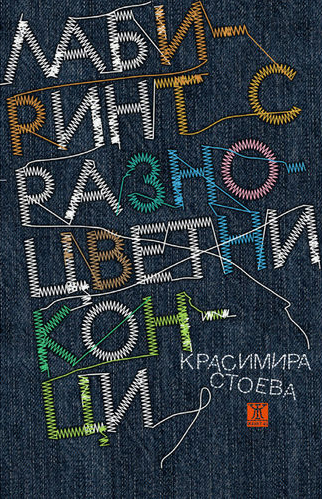 ЛАБИ-
РИНТ С
РАЗНО-
ЦВЕТНИ
КОН
ЦИ
КРАСИМИРА
СТОЕВА